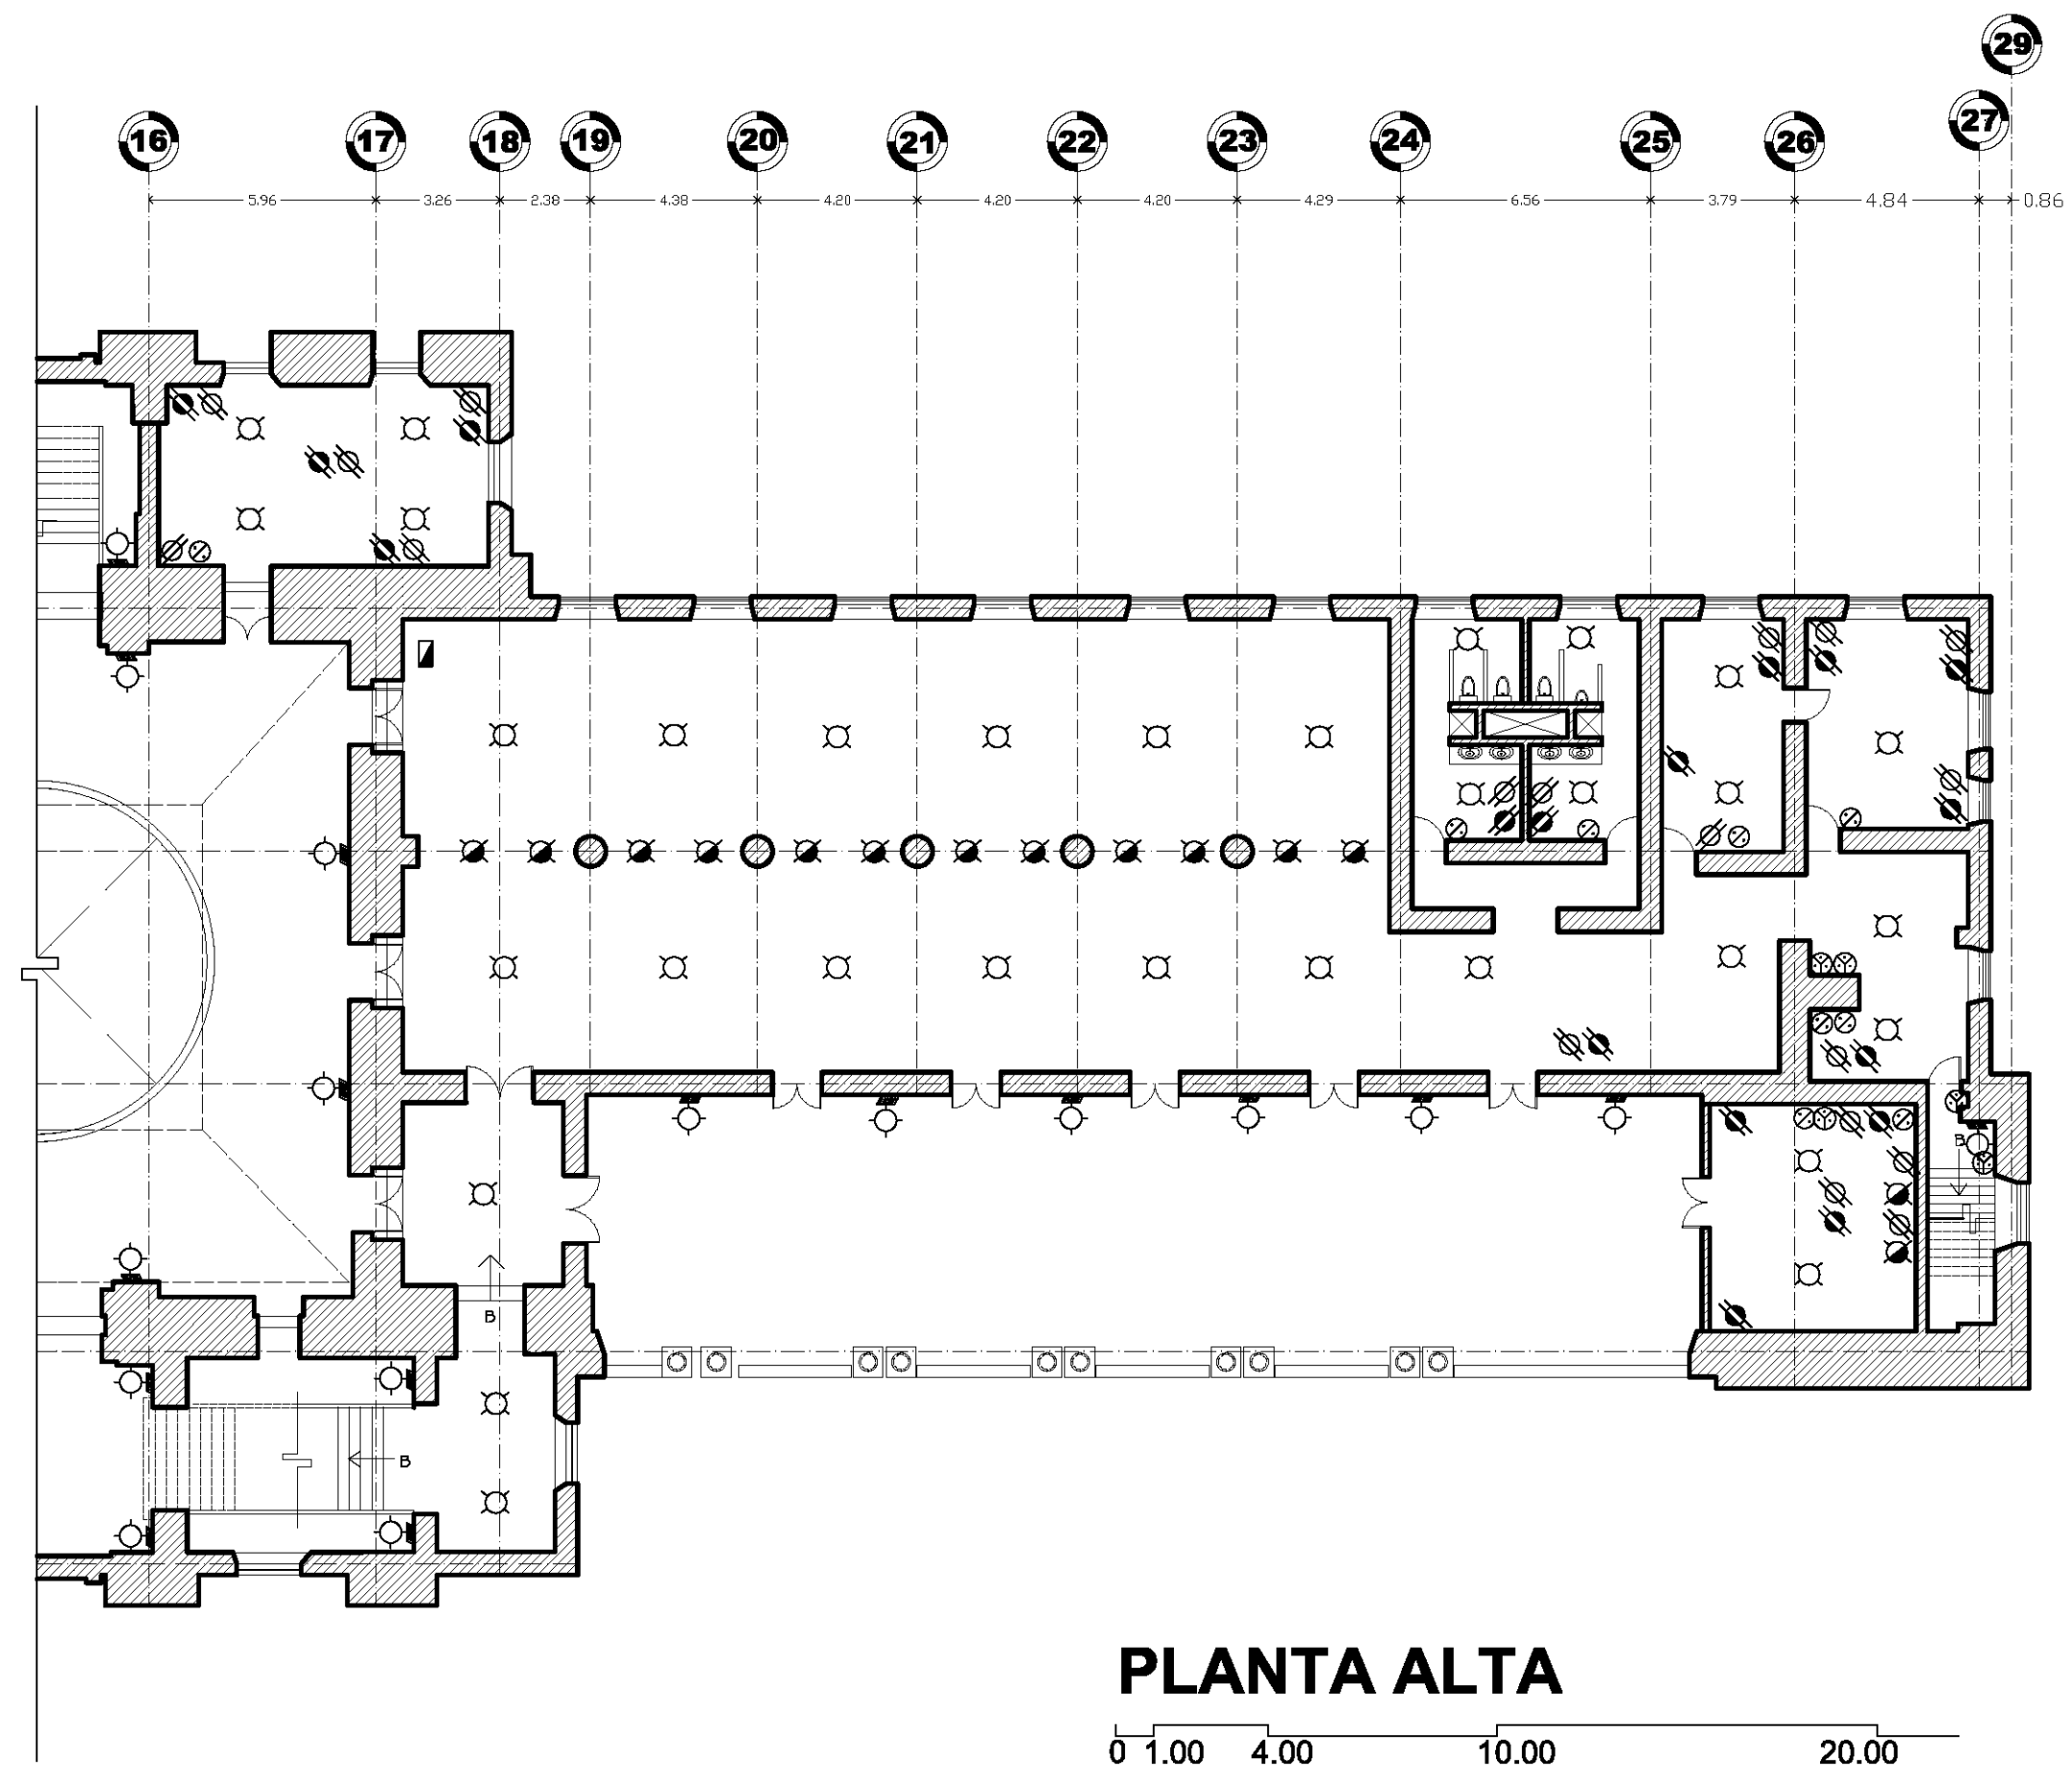 29
16 17 18 19 20 21 22 23 24 25 26 27
5.96 3.26 2.38 4.38 4.20 4.20 4.20 4.29 6.56 3.79 4.84 0.86
B
B
B
PLANTA ALTA
0 1.00 4.00 10.00 20.00